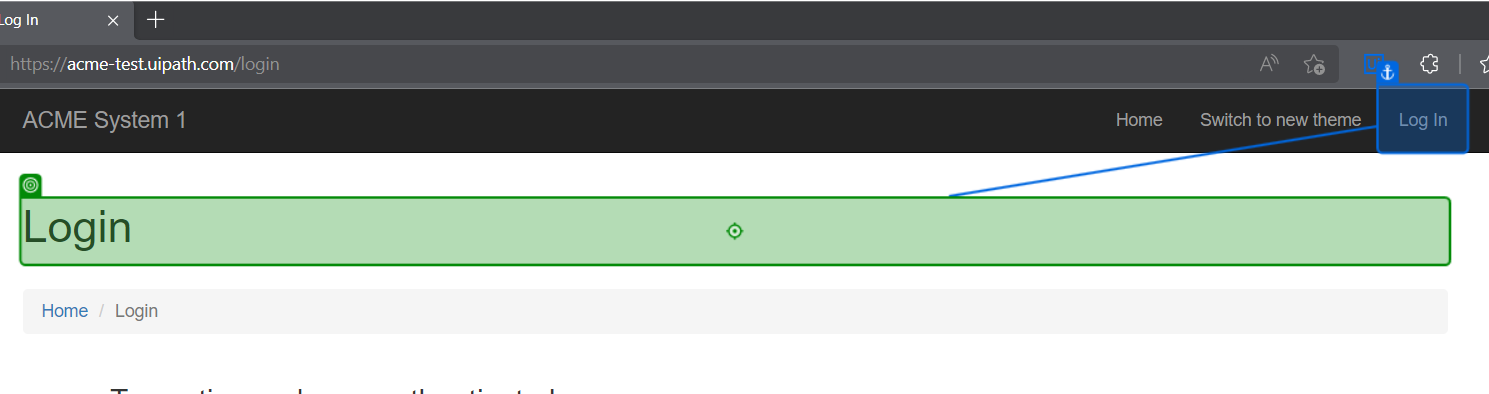 Log In
https://acme-test.uipath.com/login
ACME System 1 Home Switch to new theme Log In
Login
Home / Login